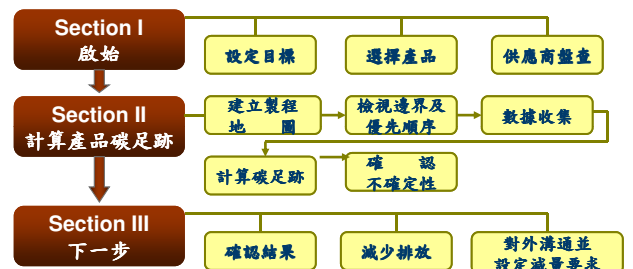 Section I
啟始
設定目標
選擇產品
供應商盤查
Section II
計算產品碳足跡
建立製程
地 圖
檢視邊界及
優先順序
數據收集
計算碳足跡
確 認
不確定性
Section III
下一步
確認結果
減少排放
對外溝通並
設定減量要求